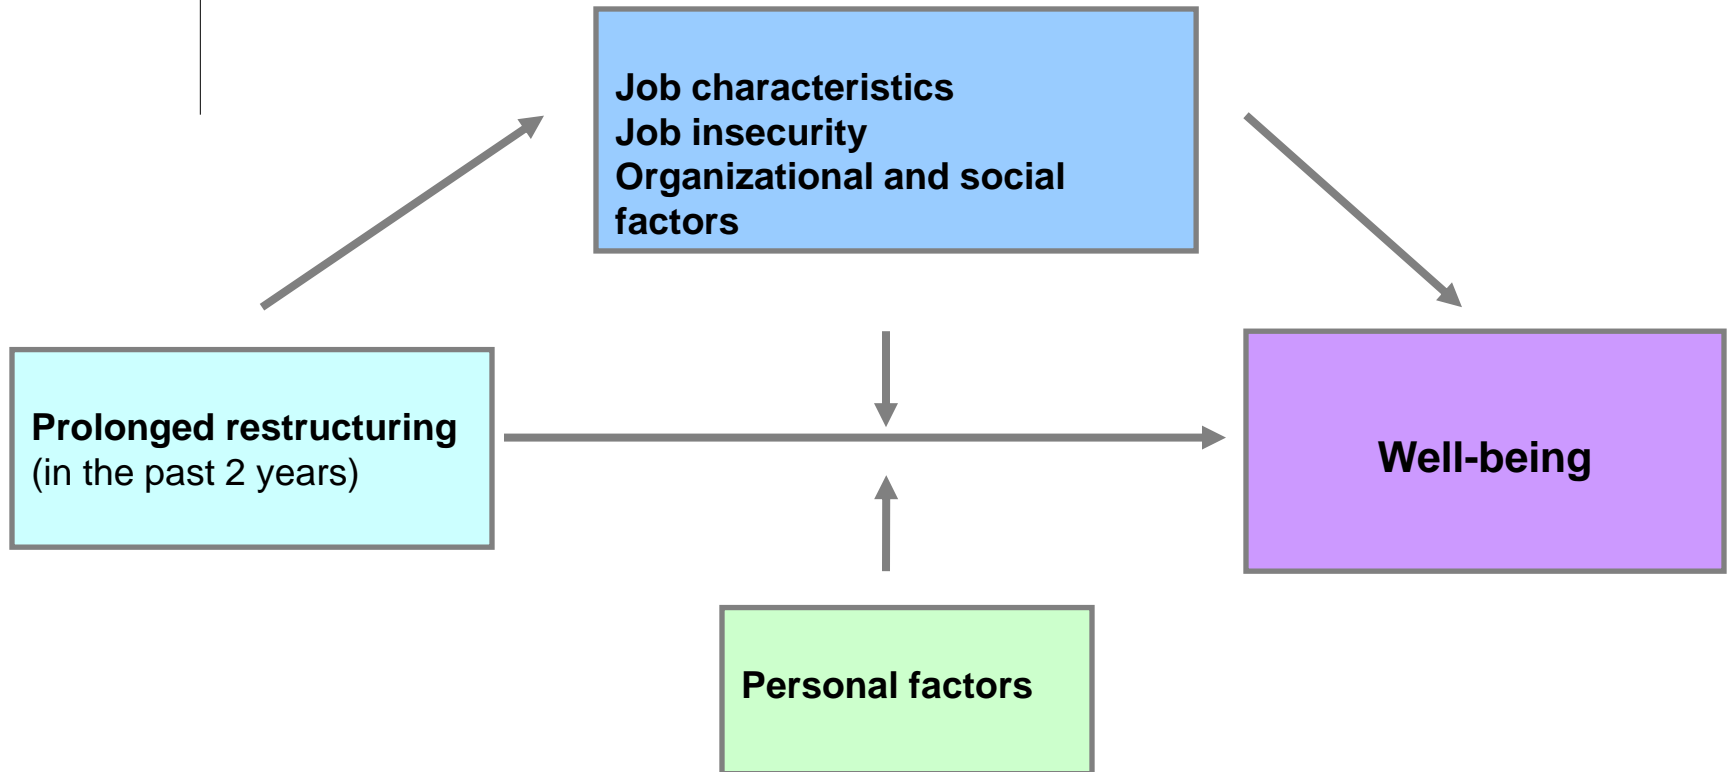 Job characteristics
Job insecurity
Organizational and social
factors
Prolonged restructuring
(in the past 2 years)
Well-being
Personal factors